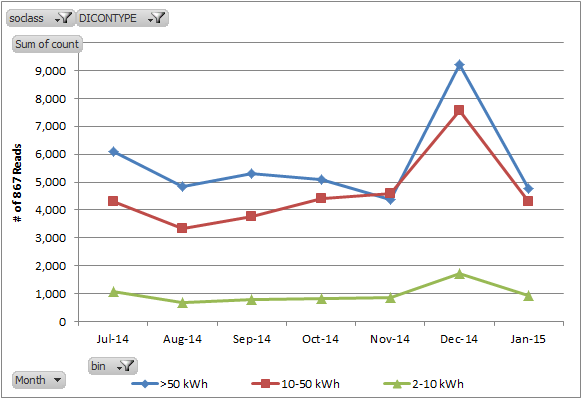 soclass DICONTYPE
Sum of count
9,000
8,000
7,000
6,000
5,000
4,000
3,000
2,000
1,000
0
# of 867 Reads
Jul-14 Aug-14 Sep-14 Oct-14 Nov-14 Dec-14 Jan-15
bin
Month
>50 kWh 10-50 kWh 2-10 kWh